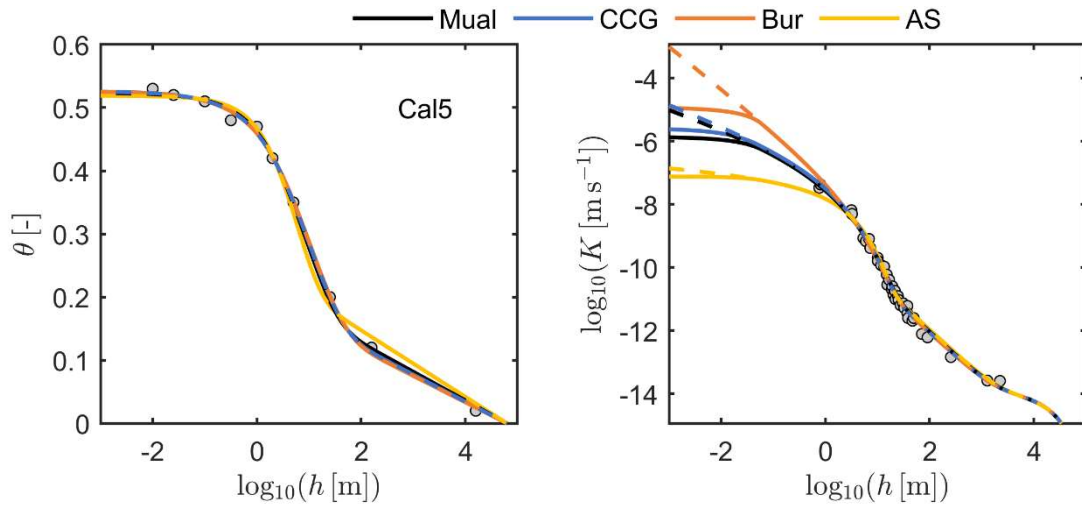 Mual CCG Bur AS
0.6
0.5
0.4
0.3
0.2
0.1
0
θ [-]
Cal5
-2 0 2 4
log₁₀(h [m])
-4
-6
-8
-10
-12
-14
log₁₀(K [m s⁻¹])
-2 0 2 4
log₁₀(h [m])